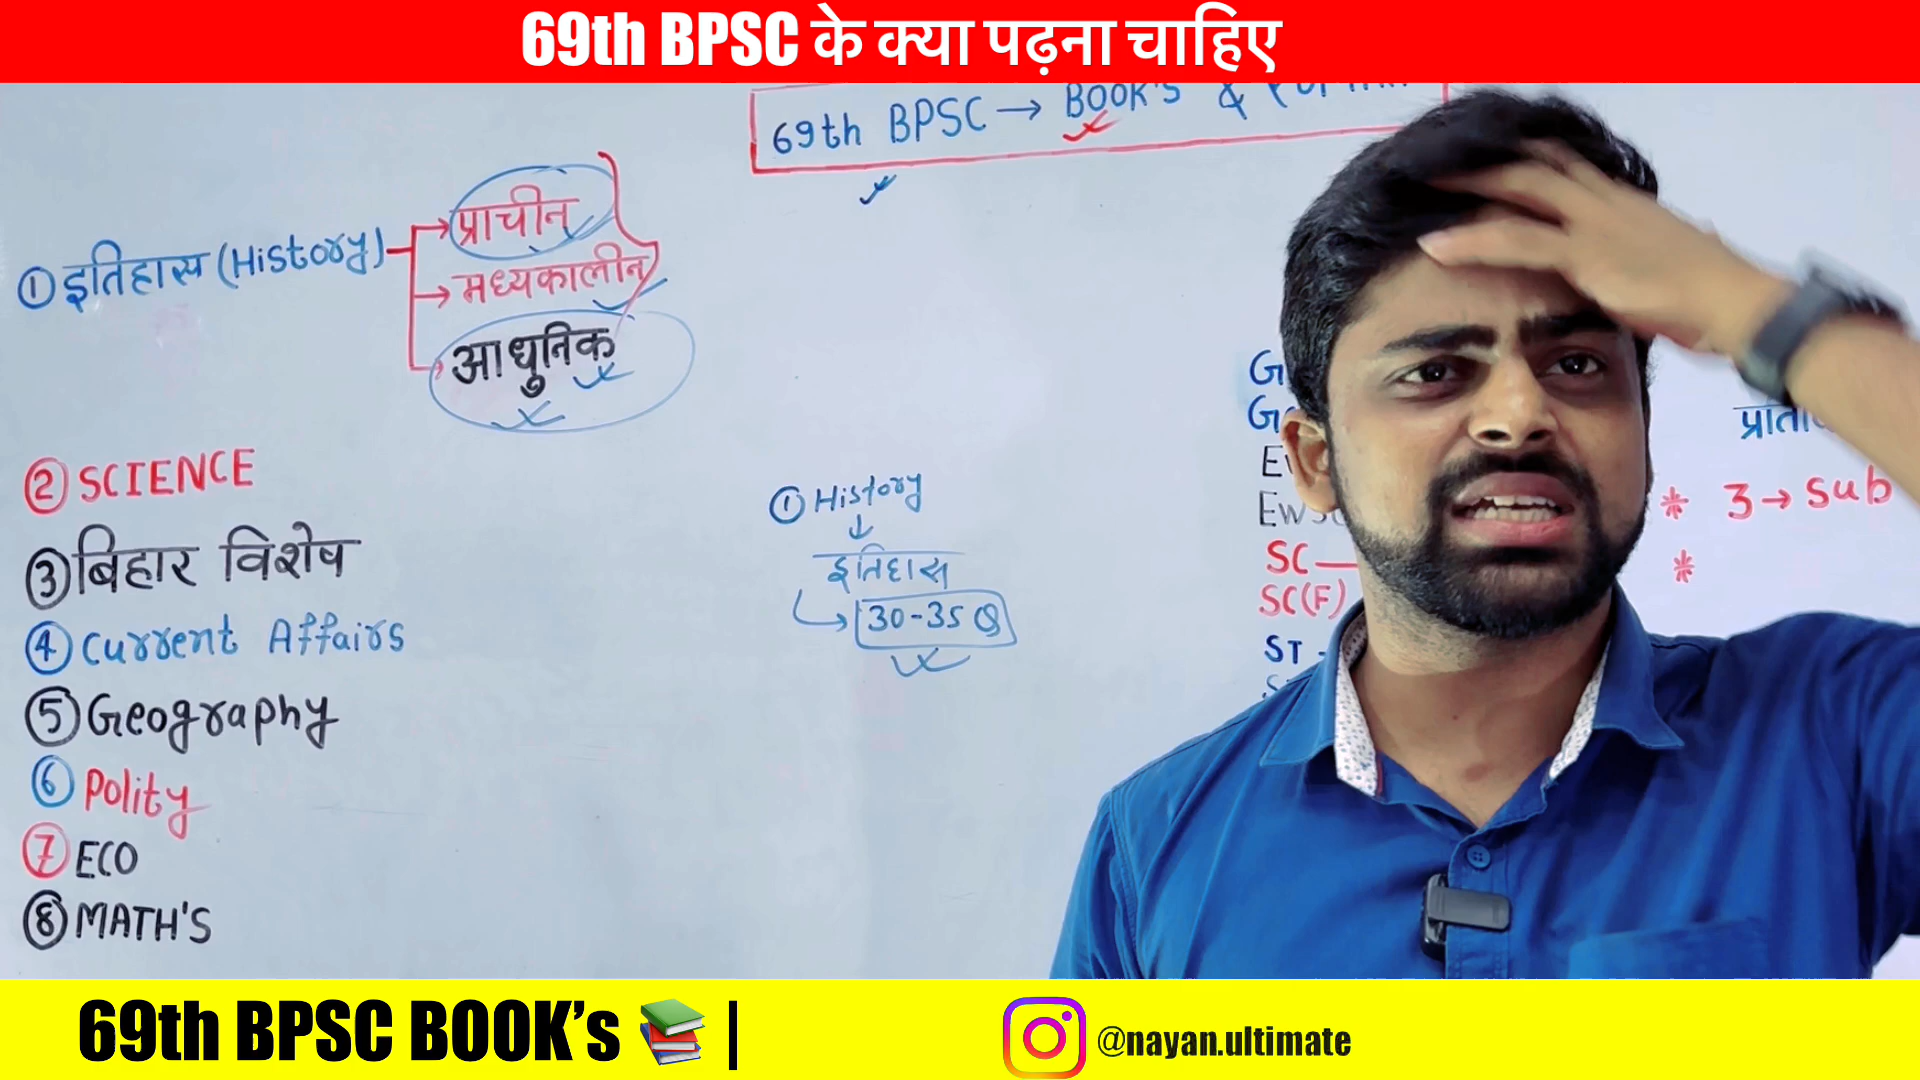 69th BPSC के क्या पढ़ना चाहिए
69th BPSC → BOOK'S &
① इतिहास (History)
→ प्राचीन
→ मध्यकालीन
→ आधुनिक
② SCIENCE
③ बिहार विशेष
④ Current Affairs
⑤ Geography
⑥ Polity
⑦ ECO
⑧ MATH'S
① History
↓
इतिहास
30-35 Q
SC
SC(F)
ST -
* 3 → Sub
*
69th BPSC BOOK's 📚 |
@nayan.ultimate